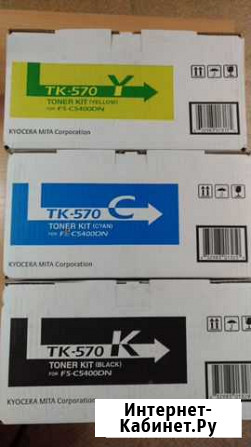 TK-570 Y
TONER KIT (YELLOW)
FOR FS-C5400DN
KYOCERA MITA Corporation
TK-570 C
TONER KIT (CYAN)
FOR FS-C5400DN
KYOCERA MITA Corporation
TK-570 K
TONER KIT (BLACK)
FOR FS-C5400DN
KYOCERA MITA Corporation
Интернет-
Кабинет.Ру